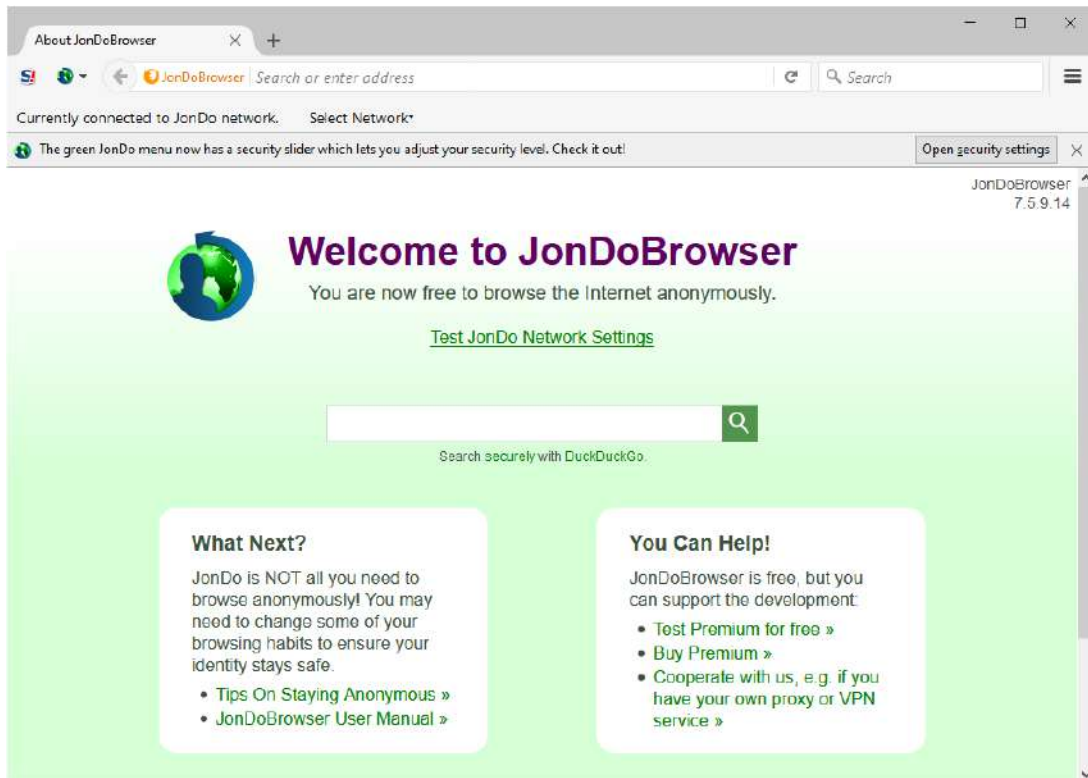 About JonDoBrowser
S!
JonDoBrowser Search or enter address
Search
Currently connected to JonDo network. Select Network
The green JonDo menu now has a security slider which lets you adjust your security level. Check it out!
Open security settings
JonDoBrowser
7.5.9.14
Welcome to JonDoBrowser
You are now free to browse the Internet anonymously.
Test JonDo Network Settings
Search securely with DuckDuckGo.
What Next?
JonDo is NOT all you need to
browse anonymously! You may
need to change some of your
browsing habits to ensure your
identity stays safe.
• Tips On Staying Anonymous »
• JonDoBrowser User Manual »
You Can Help!
JonDoBrowser is free, but you
can support the development:
• Test Premium for free »
• Buy Premium »
• Cooperate with us, e.g. if you
have your own proxy or VPN
service »